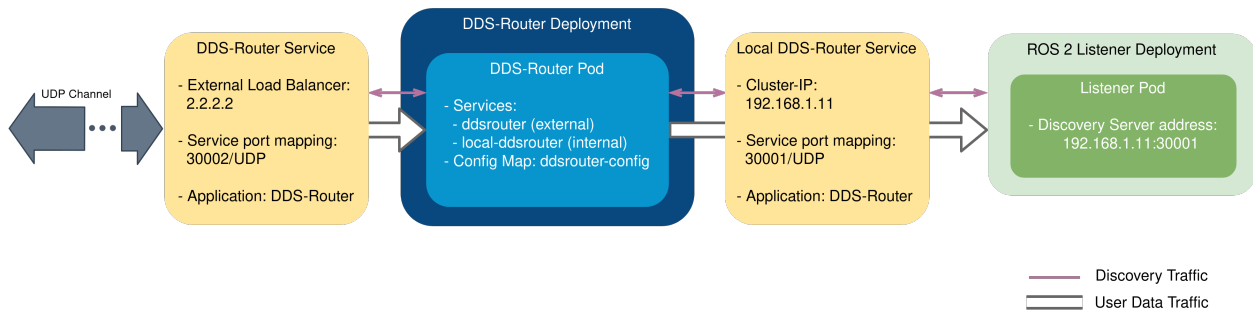 UDP Channel
DDS-Router Service
- External Load Balancer:
2.2.2.2
- Service port mapping:
30002/UDP
- Application: DDS-Router
DDS-Router Deployment
DDS-Router Pod
- Services:
- ddsrouter (external)
- local-ddsrouter (internal)
- Config Map: ddsrouter-config
Local DDS-Router Service
- Cluster-IP:
192.168.1.11
- Service port mapping:
30001/UDP
- Application: DDS-Router
ROS 2 Listener Deployment
Listener Pod
- Discovery Server address:
192.168.1.11:30001
Discovery Traffic
User Data Traffic